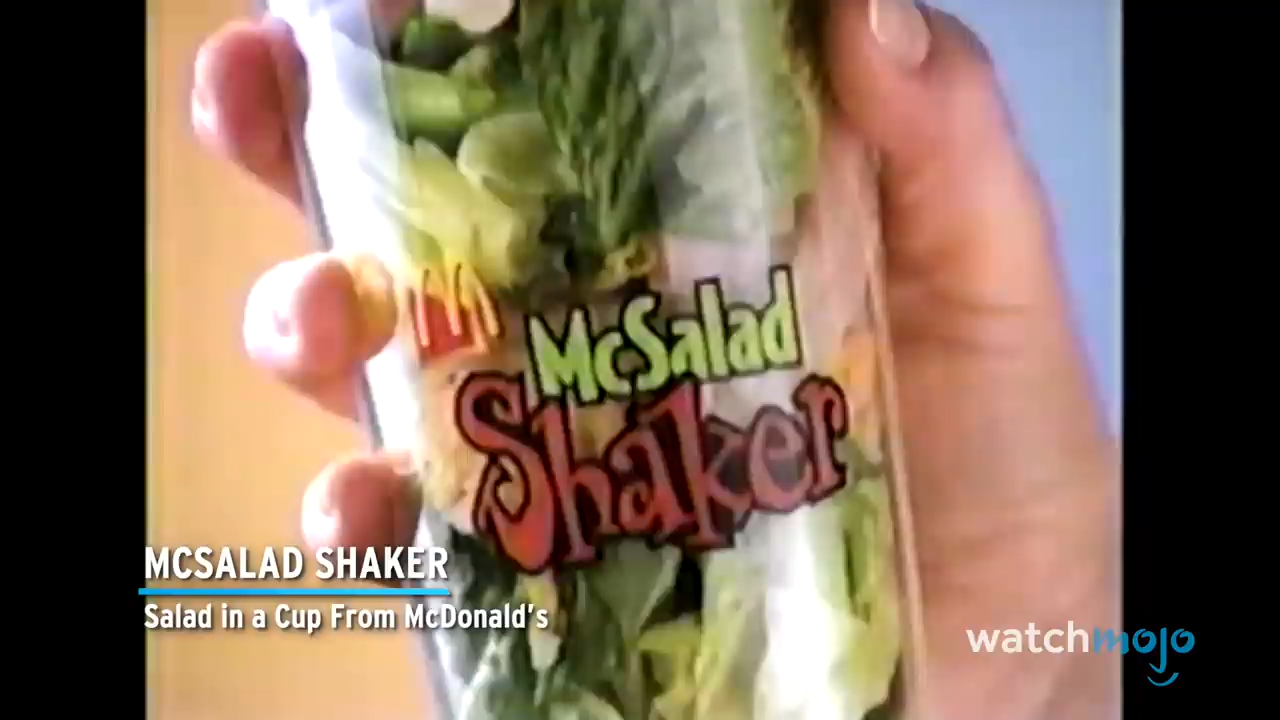 McSalad
Shaker
MCSALAD SHAKER
Salad in a Cup From McDonald's
watchmojo